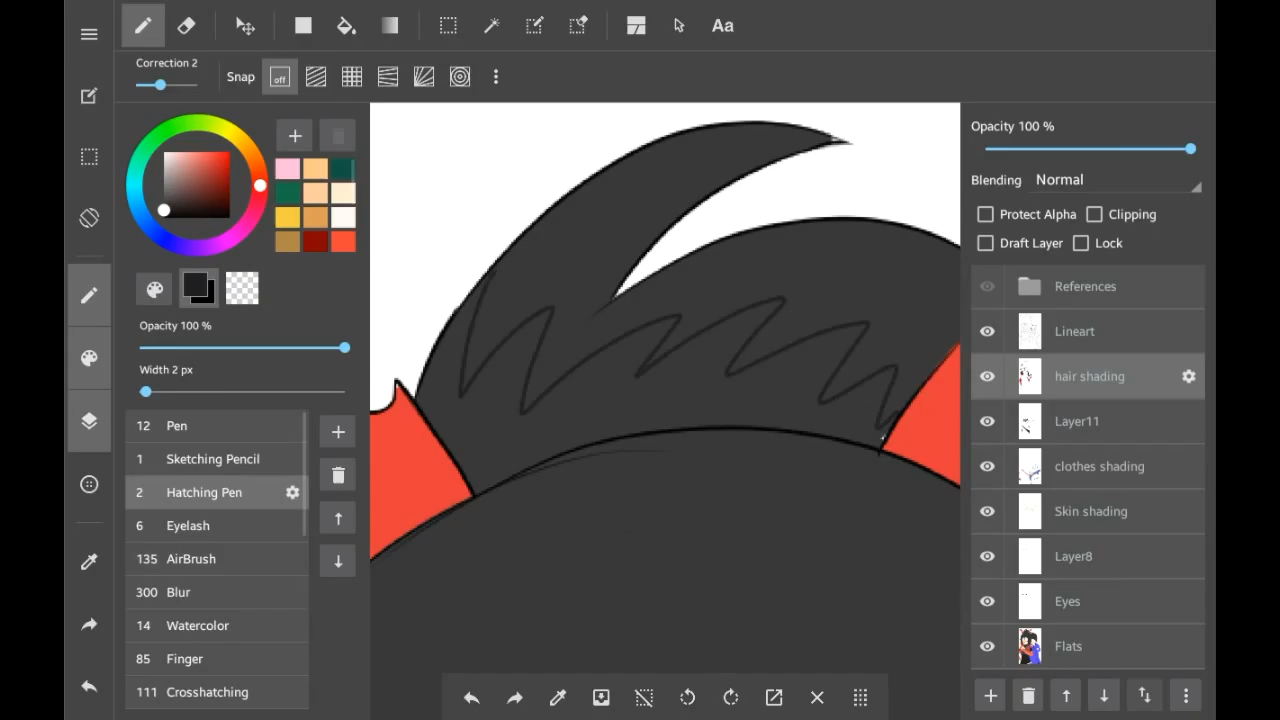 Aa
Correction 2
Snap
off
Opacity 100 %
Width 2 px
12 Pen
1 Sketching Pencil
2 Hatching Pen
6 Eyelash
135 AirBrush
300 Blur
14 Watercolor
85 Finger
111 Crosshatching
Opacity 100 %
Blending Normal
Protect Alpha Clipping
Draft Layer Lock
References
Lineart
hair shading
Layer11
clothes shading
Skin shading
Layer8
Eyes
Flats